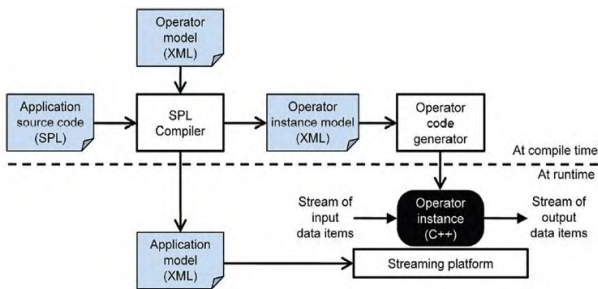 Operator
model
(XML)
Application
source code
(SPL)
SPL
Compiler
Operator
instance model
(XML)
Operator
code
generator
At compile time
At runtime
Stream of
input
data items
Operator
instance
(C++)
Stream of
output
data items
Application
model
(XML)
Streaming platform